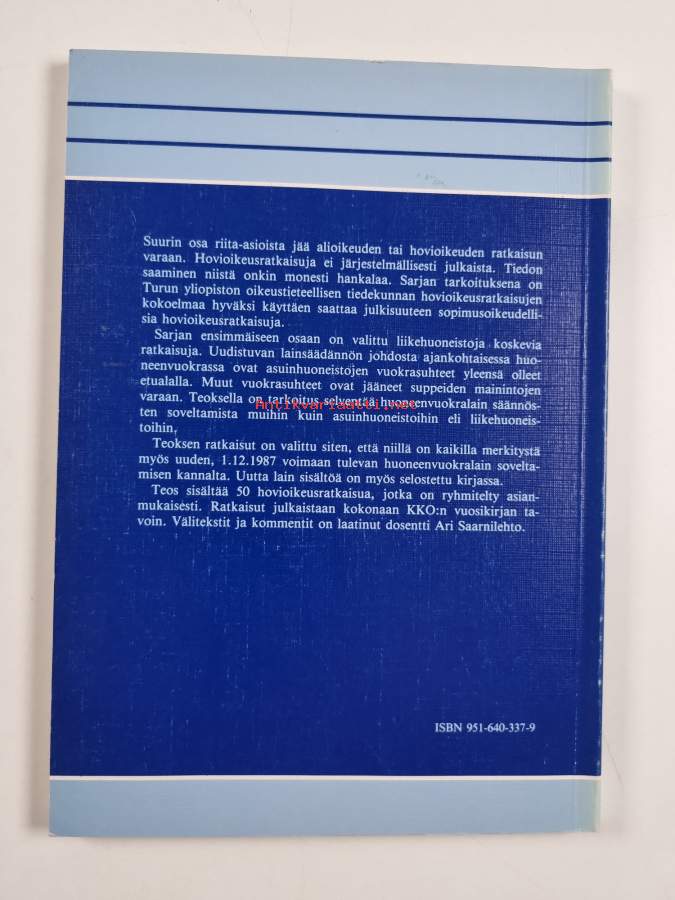 Suurin osa riita-asioista jää alioikeuden tai hovioikeuden ratkaisun
varaan. Hovioikeusratkaisuja ei järjestelmällisesti julkaista. Tiedon
saaminen niistä onkin monesti hankalaa. Sarjan tarkoituksena on
Turun yliopiston oikeustieteellisen tiedekunnan hovioikeusratkaisujen
kokoelmaa hyväksi käyttäen saattaa julkisuuteen sopimusoikeudelli-
sia hovioikeusratkaisuja.
Sarjan ensimmäiseen osaan on valittu liikehuoneistoja koskevia
ratkaisuja. Uudistuvan lainsäädännön johdosta ajankohtaisessa huo-
neenvuokrassa ovat asuinhuoneistojen vuokrasuhteet yleensä olleet
etualalla. Muut vuokrasuhteet ovat jääneet suppeiden mainintojen
varaan. Teoksella on tarkoitus selventää huoneenvuokralain säännös-
Antikvariaatti.net
ten soveltamista muihin kuin asuinhuoneistoihin eli liikehuoneis-
toihin.
Teoksen ratkaisut on valittu siten, että niillä on kaikilla merkitystä
myös uuden, 1.12.1987 voimaan tulevan huoneenvuokralain sovelta-
misen kannalta. Uutta lain sisältöä on myös selostettu kirjassa.
Teos sisältää 50 hovioikeusratkaisua, jotka on ryhmitelty asian-
mukaisesti. Ratkaisut julkaistaan kokonaan KKO:n vuosikirjan ta-
voin. Välitekstit ja kommentit on laatinut dosentti Ari Saarnilehto.
ISBN 951-640-337-9